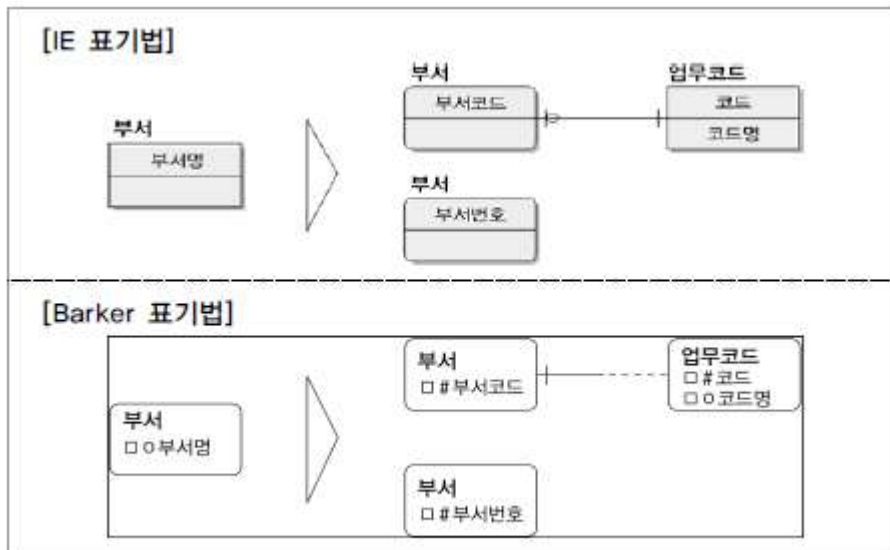 [IE 표기법]
부서
부서명
부서
부서코드
업무코드
코드
코드명
부서
부서번호
[Barker 표기법]
부서
□ o 부서명
부서
□ # 부서코드
업무코드
□ # 코드
□ o 코드명
부서
□ # 부서번호